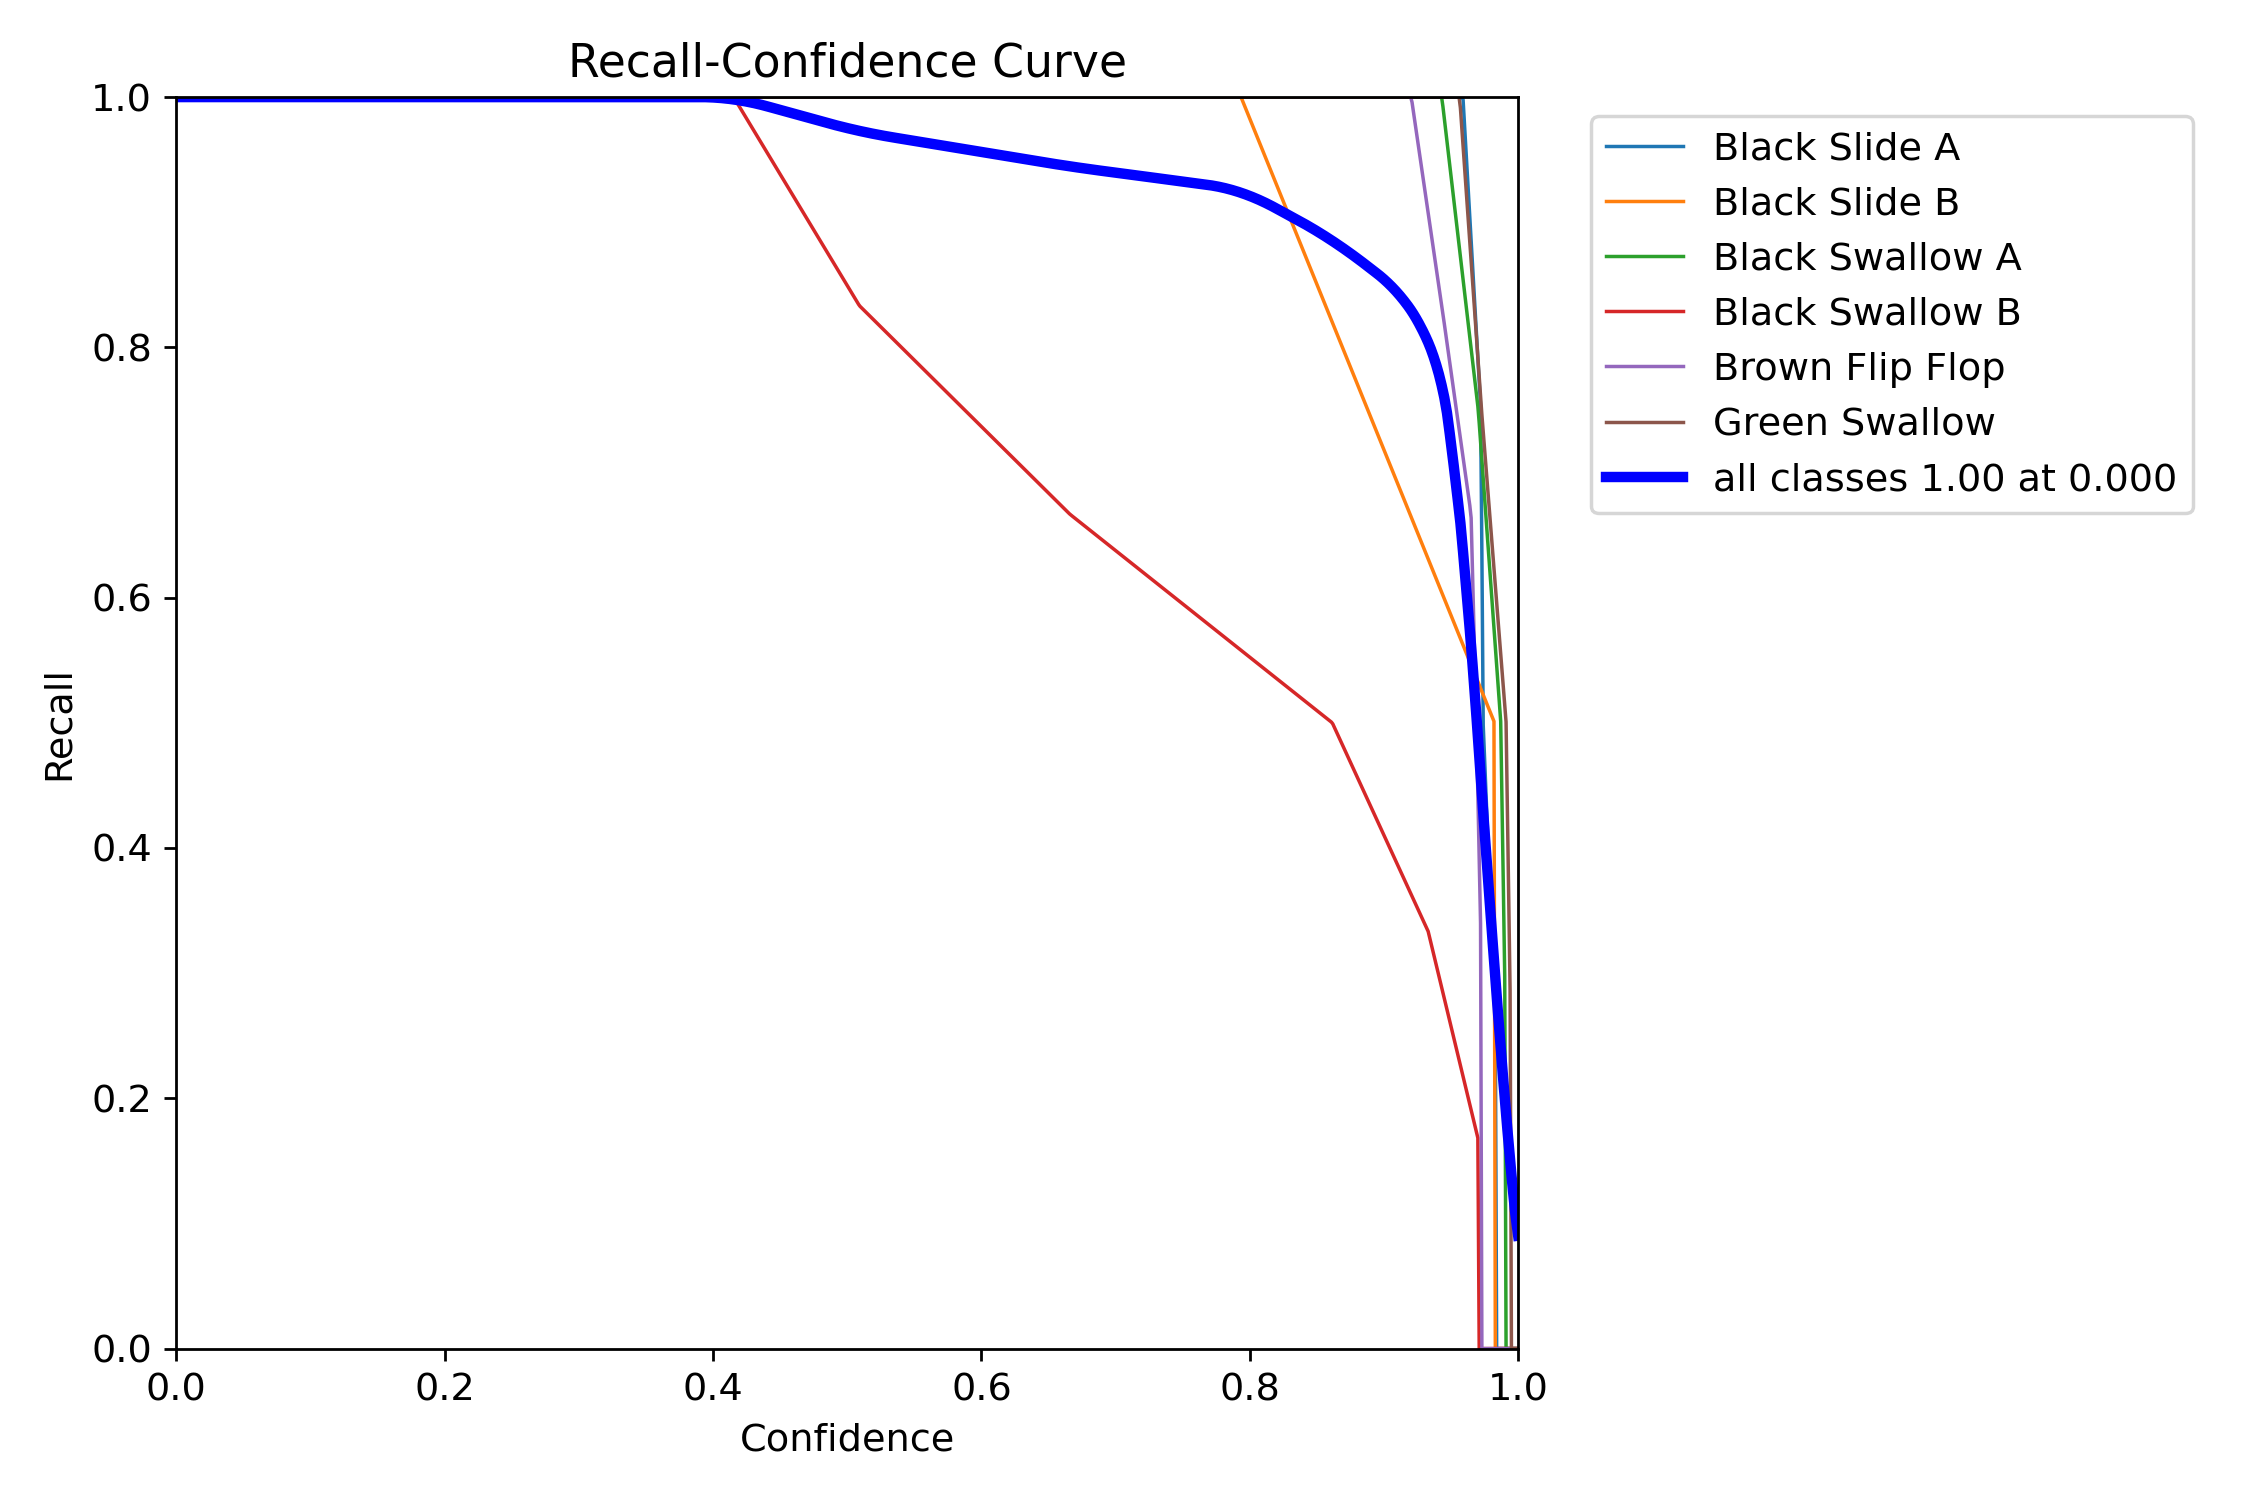 Recall-Confidence Curve
1.0
0.8
0.6
0.4
0.2
0.0
Recall
0.0 0.2 0.4 0.6 0.8 1.0
Confidence
Black Slide A
Black Slide B
Black Swallow A
Black Swallow B
Brown Flip Flop
Green Swallow
all classes 1.00 at 0.000